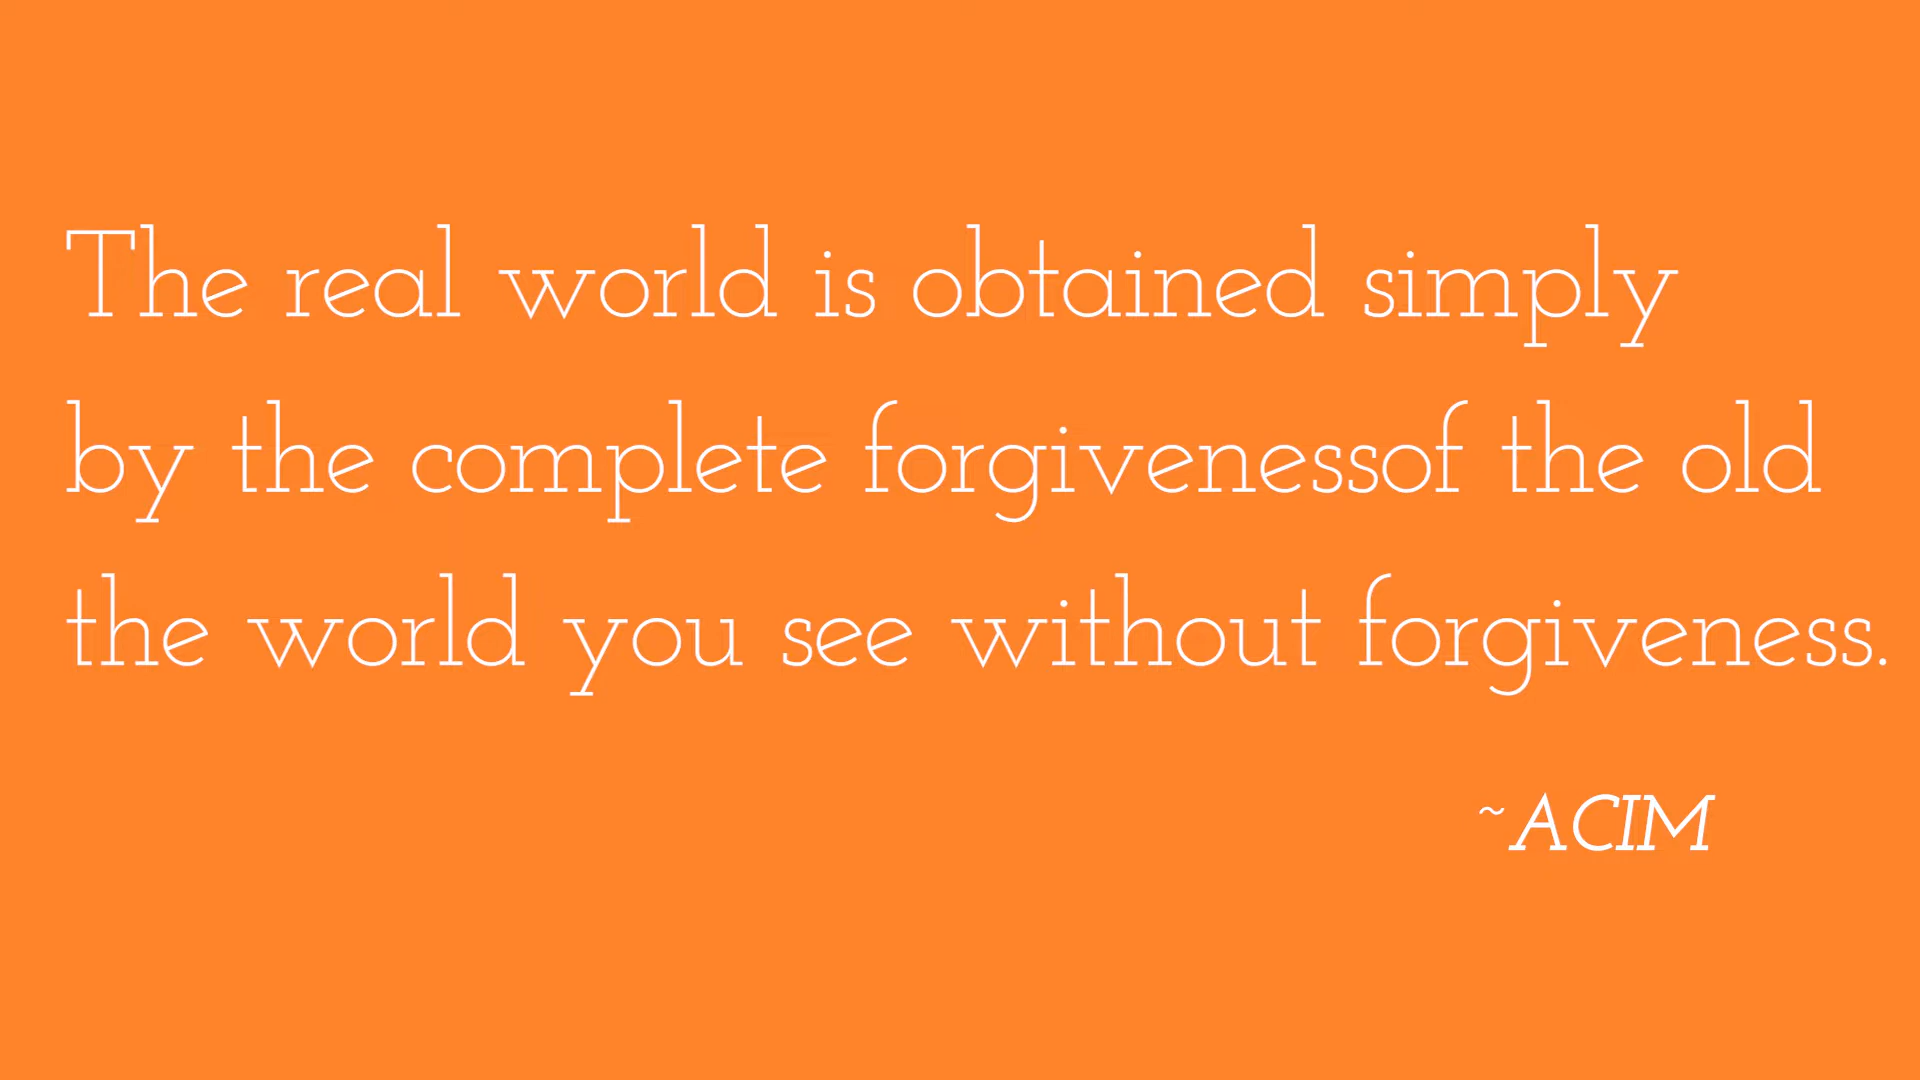 The real world is obtained simply
by the complete forgivenessof the old
the world you see without forgiveness.
~ACIM